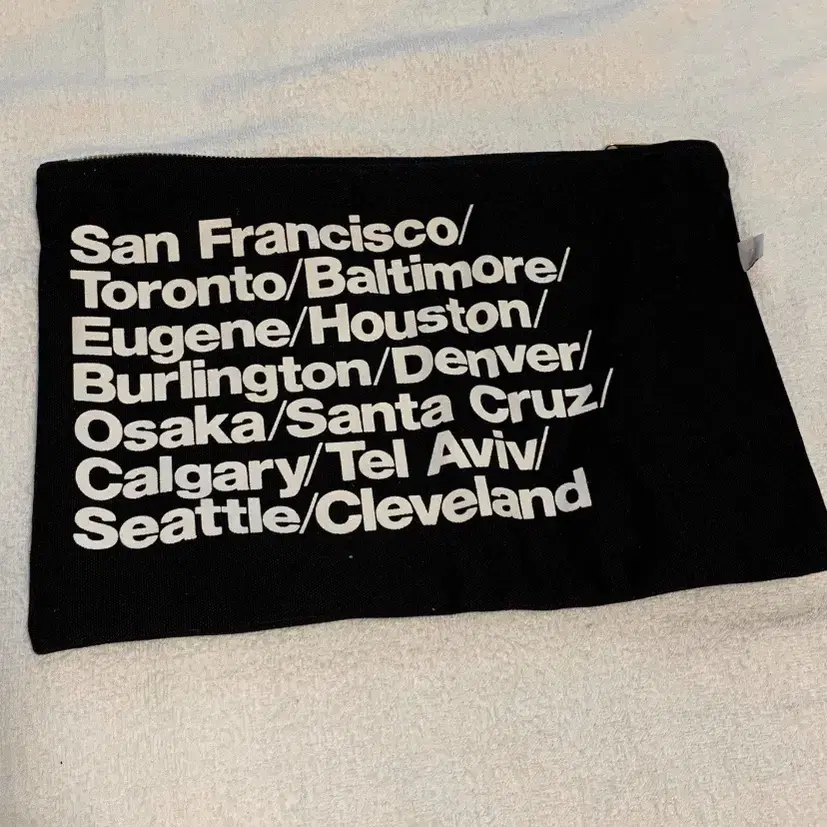 San Francisco/
Toronto/Baltimore/
Eugene/Houston/
Burlington/Denver/
Osaka/Santa Cruz/
Calgary/Tel Aviv/
Seattle/Cleveland